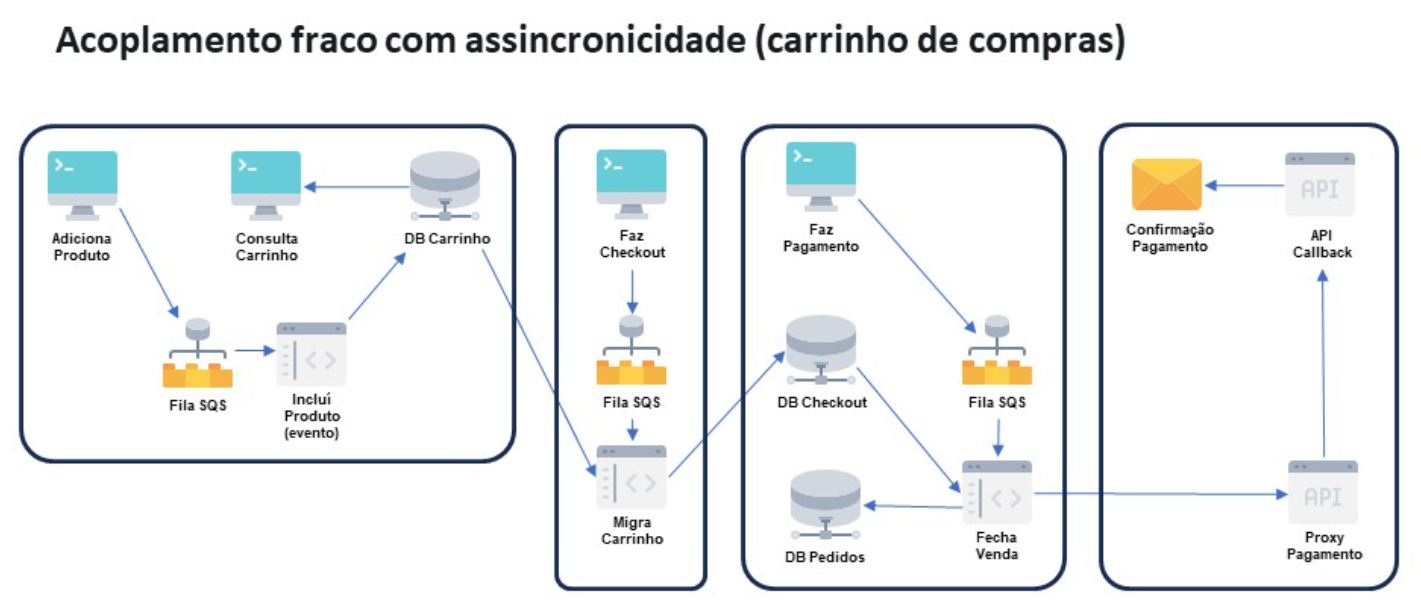 Acoplamento fraco com assincronicidade (carrinho de compras)
>_
Adiciona
Produto
>_
Consulta
Carrinho
DB Carrinho
Fila SQS
< >
Incluí
Produto
(evento)
>_
Faz
Checkout
Fila SQS
< >
Migra
Carrinho
>_
Faz
Pagamento
DB Checkout
Fila SQS
DB Pedidos
< >
Fecha
Venda
Confirmação
Pagamento
API
API
Callback
API
Proxy
Pagamento